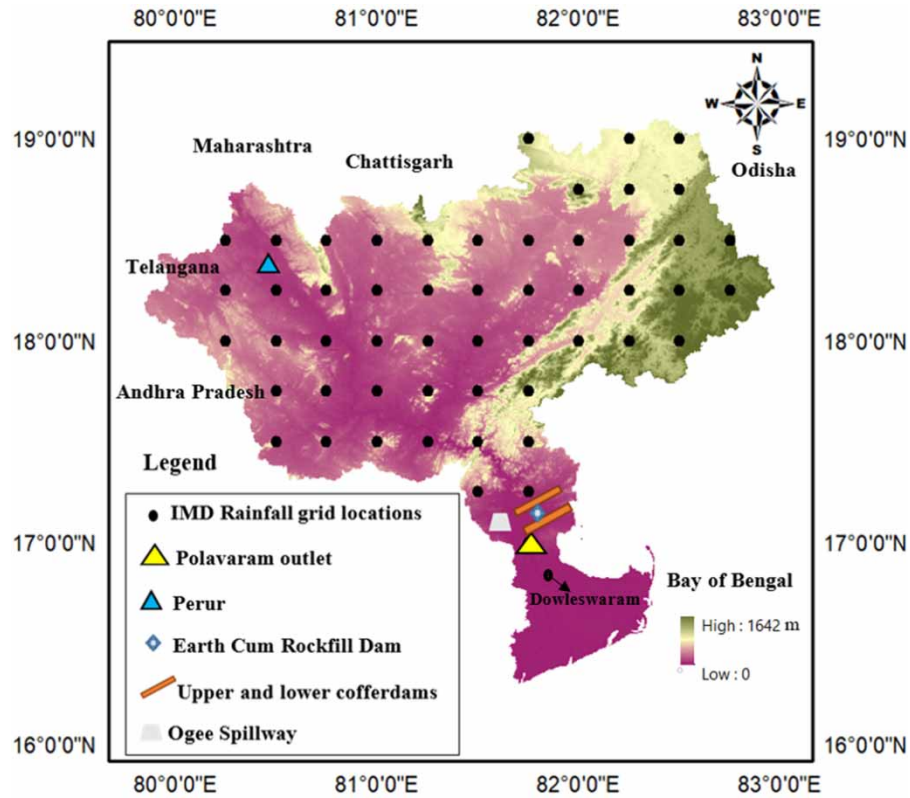 80°0'0"E 81°0'0"E 82°0'0"E 83°0'0"E
N
W E
S
19°0'0"N 19°0'0"N
Maharashtra
Chattisgarh
Odisha
Telangana
18°0'0"N 18°0'0"N
Andhra Pradesh
Legend
IMD Rainfall grid locations
Polavaram outlet
Perur
Earth Cum Rockfill Dam
Upper and lower cofferdams
Ogee Spillway
17°0'0"N 17°0'0"N
Bay of Bengal
Dowleswaram
High : 1642 m
Low : 0
16°0'0"N 16°0'0"N
80°0'0"E 81°0'0"E 82°0'0"E 83°0'0"E